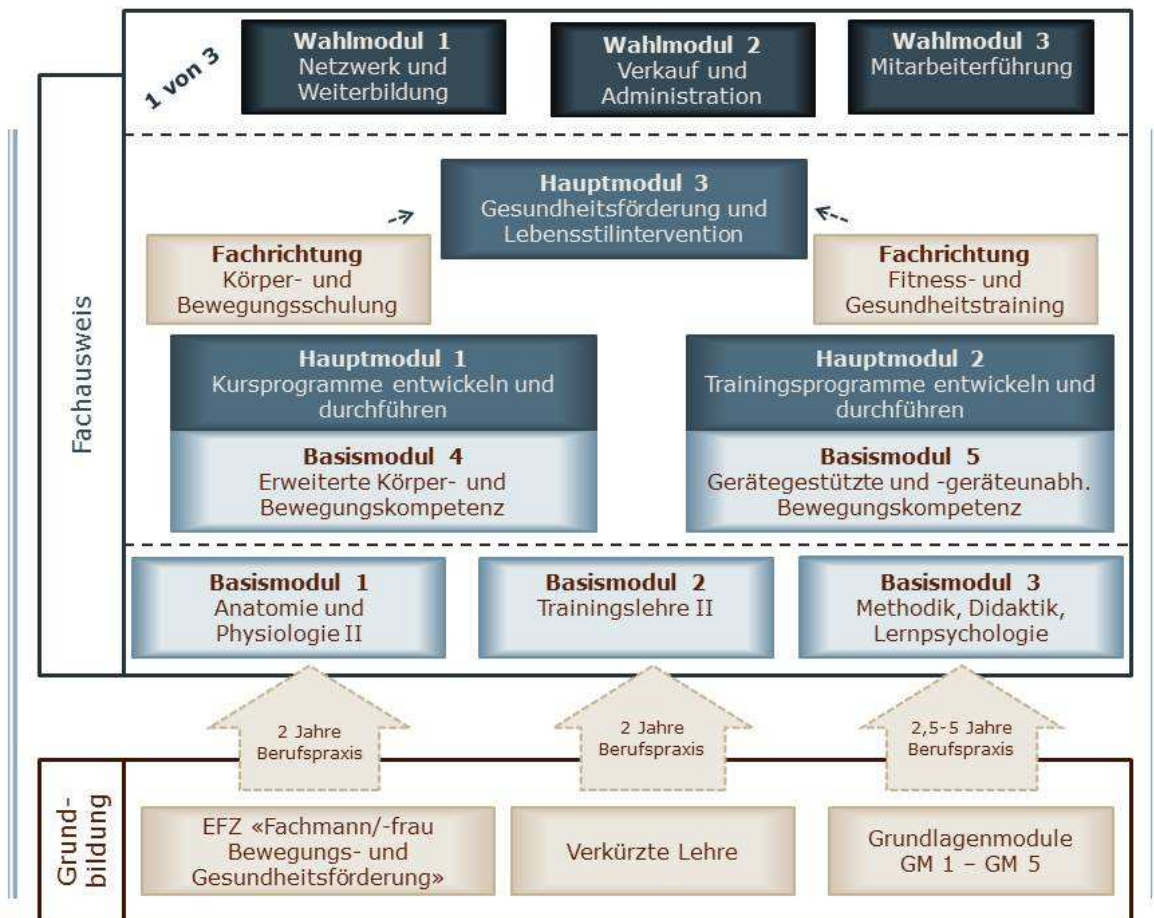 1 von 3
Wahlmodul 1
Netzwerk und
Weiterbildung
Wahlmodul 2
Verkauf und
Administration
Wahlmodul 3
Mitarbeiterführung
Fachausweis
Hauptmodul 3
Gesundheitsförderung und
Lebensstilintervention
Fachrichtung
Körper- und
Bewegungsschulung
Fachrichtung
Fitness- und
Gesundheitstraining
Hauptmodul 1
Kursprogramme entwickeln und
durchführen
Hauptmodul 2
Trainingsprogramme entwickeln und
durchführen
Basismodul 4
Erweiterte Körper- und
Bewegungskompetenz
Basismodul 5
Gerätegestützte und -geräteunabh.
Bewegungskompetenz
Basismodul 1
Anatomie und
Physiologie II
Basismodul 2
Trainingslehre II
Basismodul 3
Methodik, Didaktik,
Lernpsychologie
2 Jahre
Berufspraxis
2 Jahre
Berufspraxis
2,5-5 Jahre
Berufspraxis
Grund-
bildung
EFZ «Fachmann/-frau
Bewegungs- und
Gesundheitsförderung»
Verkürzte Lehre
Grundlagenmodule
GM 1 – GM 5